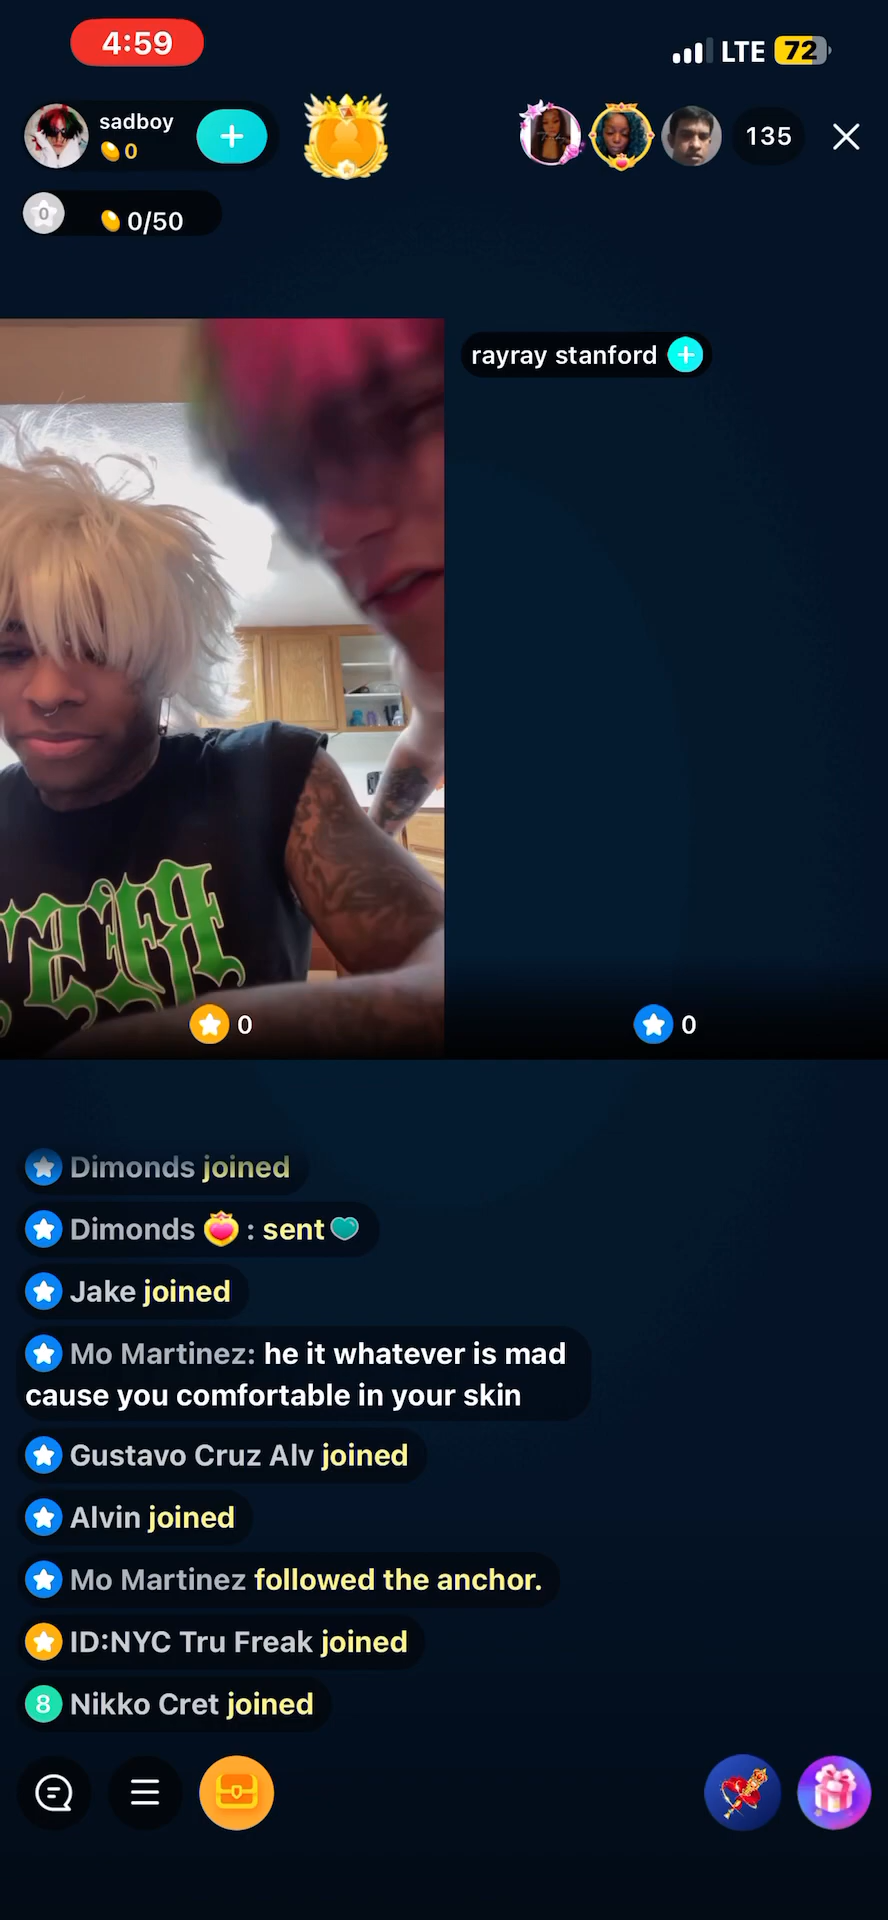 4:59
LTE 72
sadboy
0
135
0
0/50
rayray stanford
0
0
Dimonds joined
Dimonds : sent
Jake joined
Mo Martinez: he it whatever is mad
cause you comfortable in your skin
Gustavo Cruz Alv joined
Alvin joined
Mo Martinez followed the anchor.
ID:NYC Tru Freak joined
8 Nikko Cret joined